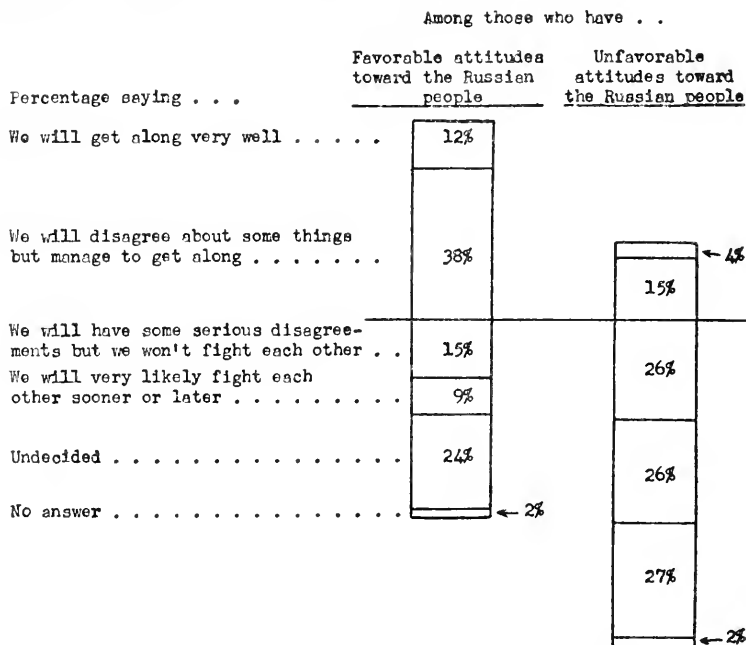 Among those who have . .
Favorable attitudes
toward the Russian
people
Unfavorable
attitudes toward
the Russian people
Percentage saying . . .
We will get along very well . . . . . 12%
We will disagree about some things
but manage to get along . . . . . . . 38%
← 4%
15%
We will have some serious disagree-
ments but we won't fight each other . . 15%
26%
We will very likely fight each
other sooner or later . . . . . . . . . 9%
26%
Undecided . . . . . . . . . . . . . . . 24%
No answer . . . . . . . . . . . . . . . ← 2%
27%
← 2%